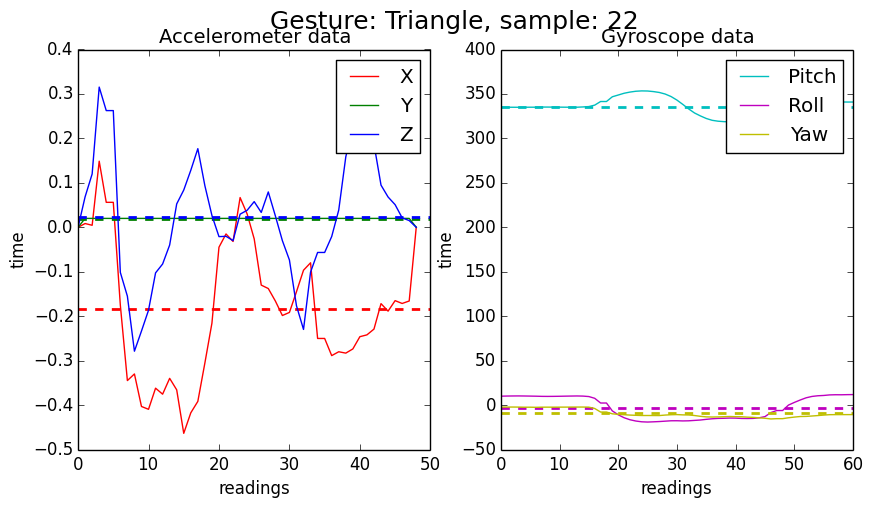 Gesture: Triangle, sample: 22
Accelerometer data
0.4
0.3
0.2
0.1
0.0
−0.1
−0.2
−0.3
−0.4
−0.5
time
0
10
20
30
40
50
readings
X
Y
Z
Gyroscope data
400
350
300
250
200
150
100
50
0
−50
time
0
10
20
30
40
50
60
readings
Pitch
Roll
Yaw